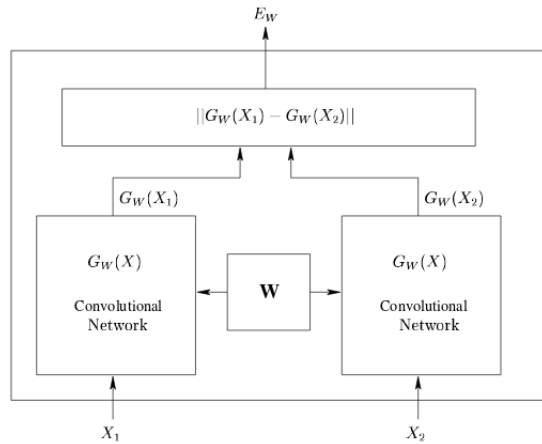 E_W
||G_W(X_1) − G_W(X_2)||
G_W(X_1)
G_W(X_2)
G_W(X)
Convolutional
Network
W
G_W(X)
Convolutional
Network
X_1
X_2